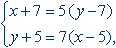 x + 7 = 5(y − 7)
y + 5 = 7(x − 5),